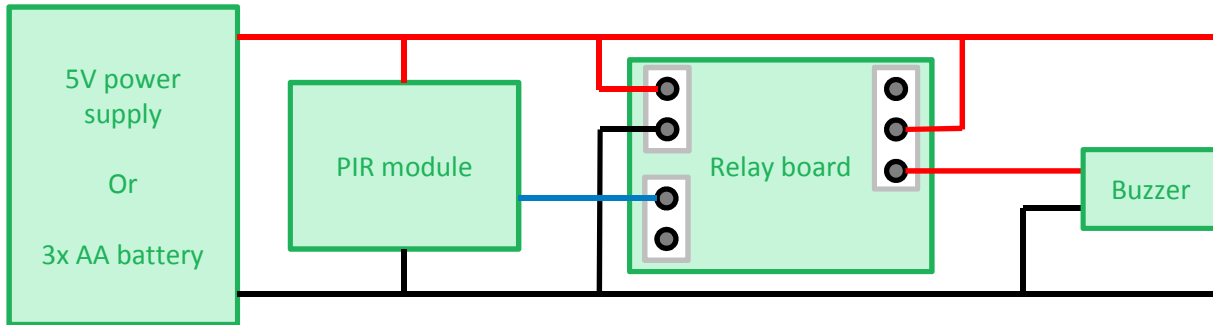 5V power
supply
Or
3x AA battery
PIR module
Relay board
Buzzer